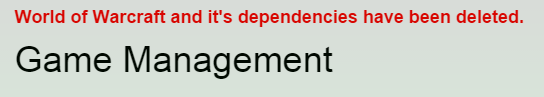 World of Warcraft and it's dependencies have been deleted.
Game Management